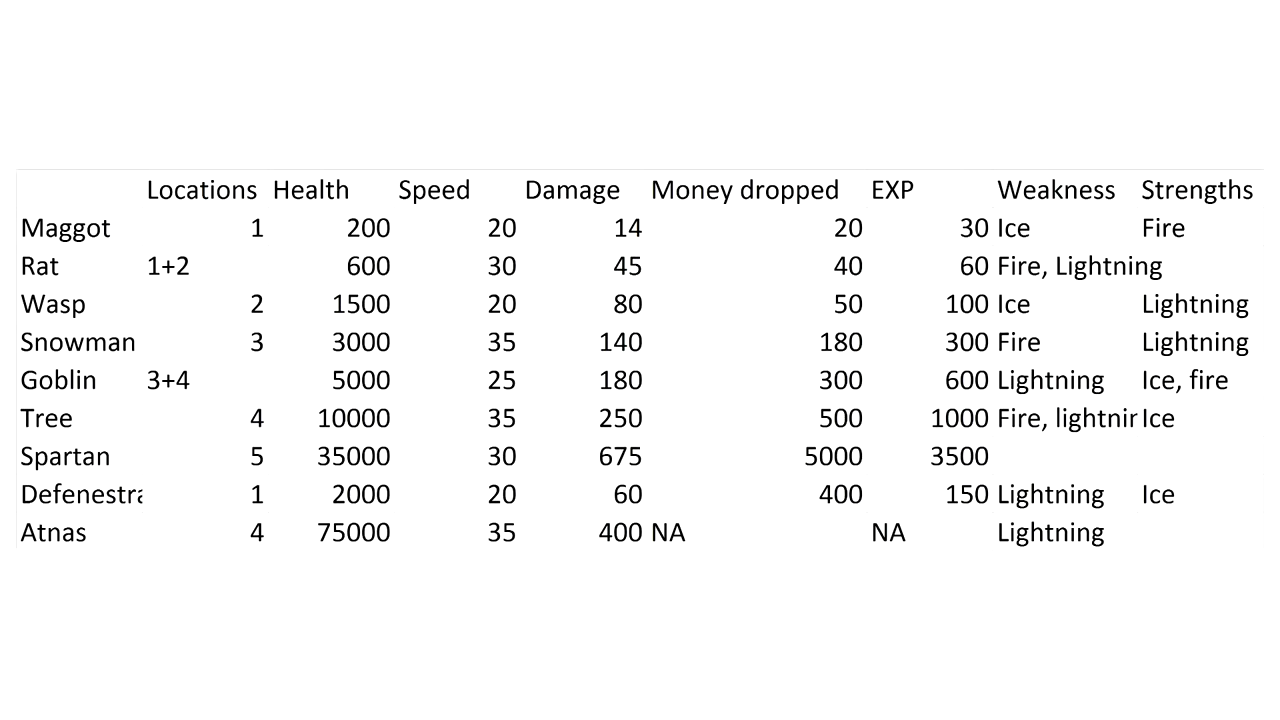 Locations Health Speed Damage Money dropped EXP Weakness Strengths
Maggot 1 200 20 14 20 30 Ice Fire
Rat 1+2 600 30 45 40 60 Fire, Lightning
Wasp 2 1500 20 80 50 100 Ice Lightning
Snowman 3 3000 35 140 180 300 Fire Lightning
Goblin 3+4 5000 25 180 300 600 Lightning Ice, fire
Tree 4 10000 35 250 500 1000 Fire, Ice
Spartan 5 35000 30 675 5000 3500
1 2000 20 60 400 150 Lightning Ice
Atnas 4 75000 35 400 NA NA Lightning